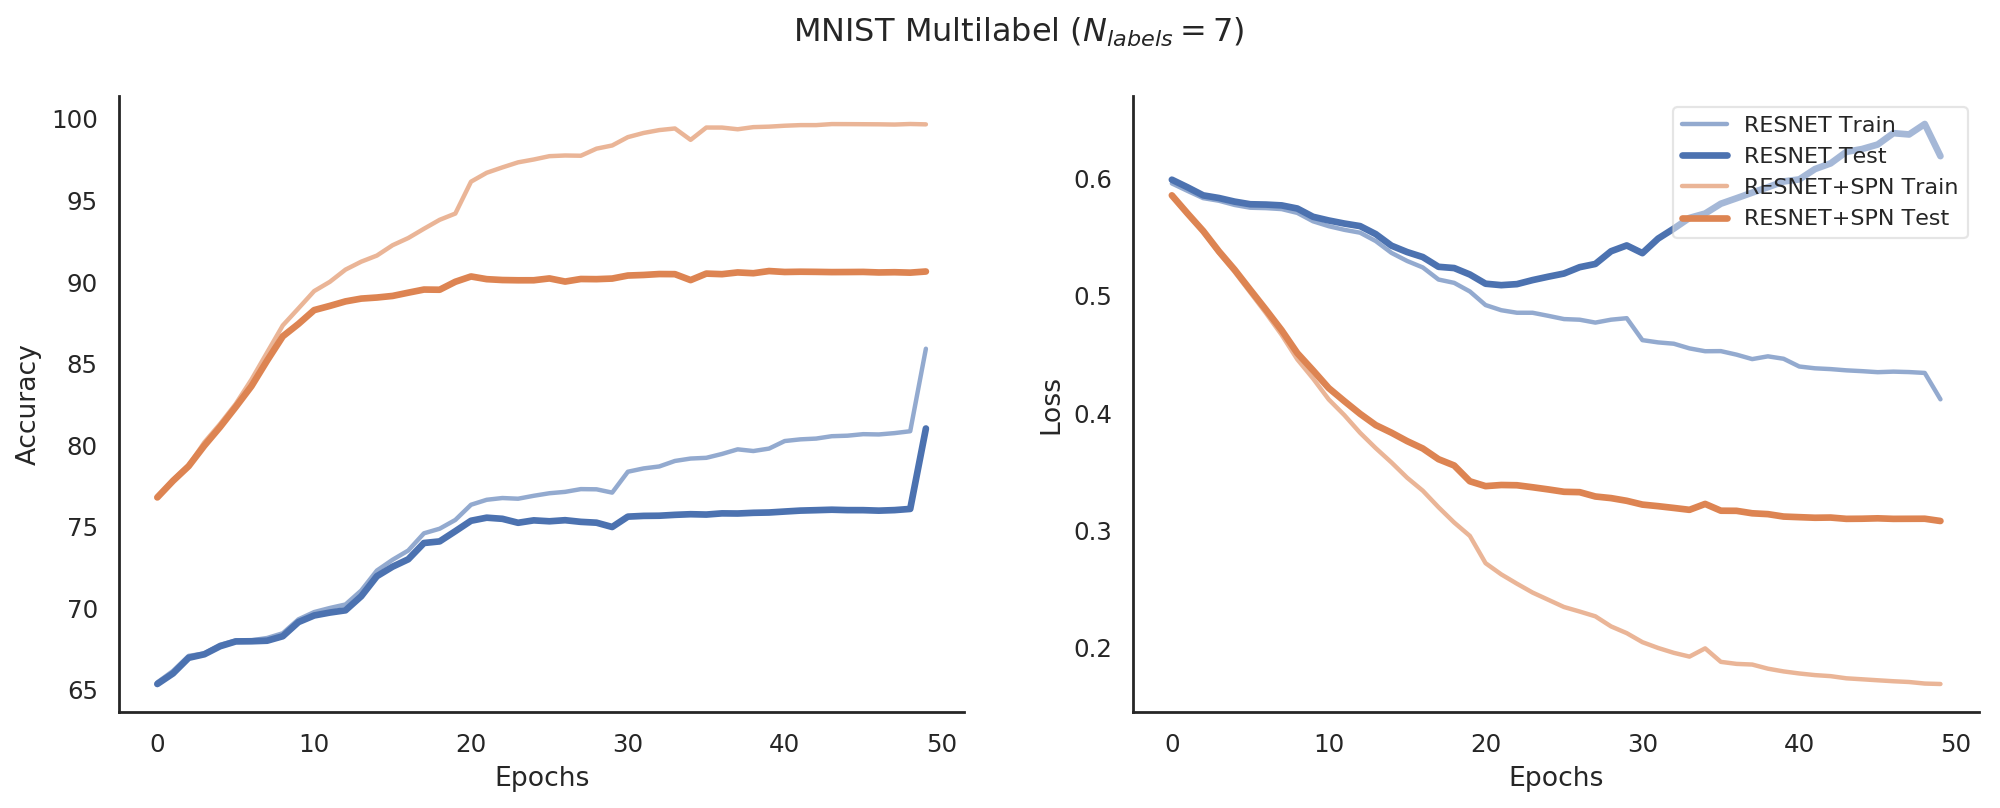 MNIST Multilabel (N_labels = 7)
Accuracy
100
95
90
85
80
75
70
65
0 10 20 30 40 50
Epochs
Loss
0.6
0.5
0.4
0.3
0.2
0 10 20 30 40 50
Epochs
RESNET Train
RESNET Test
RESNET+SPN Train
RESNET+SPN Test